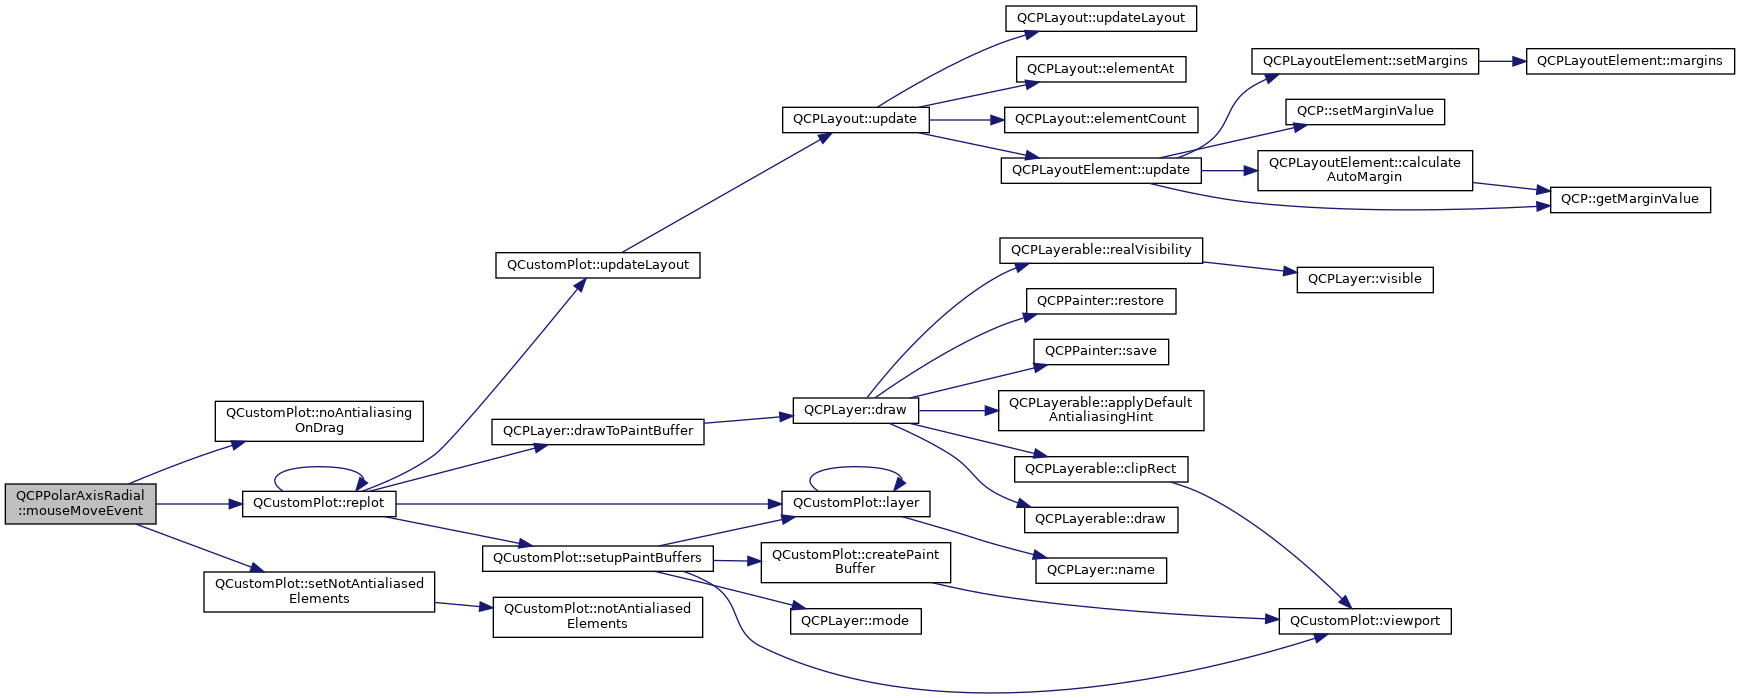 QCPLayout::updateLayout
QCPLayout::elementAt
QCPLayoutElement::setMargins
QCPLayoutElement::margins
QCP::setMarginValue
QCPLayout::update
QCPLayout::elementCount
QCPLayoutElement::update
QCPLayoutElement::calculate
AutoMargin
QCP::getMarginValue
QCustomPlot::updateLayout
QCPLayerable::realVisibility
QCPLayer::visible
QCPPainter::restore
QCPPainter::save
QCPLayer::draw
QCPLayerable::applyDefault
AntialiasingHint
QCustomPlot::noAntialiasing
OnDrag
QCPLayer::drawToPaintBuffer
QCPLayerable::clipRect
QCPPolarAxisRadial
::mouseMoveEvent
QCustomPlot::replot
QCustomPlot::layer
QCPLayerable::draw
QCustomPlot::setupPaintBuffers
QCustomPlot::createPaint
Buffer
QCPLayer::name
QCustomPlot::setNotAntialiased
Elements
QCustomPlot::notAntialiased
Elements
QCPLayer::mode
QCustomPlot::viewport